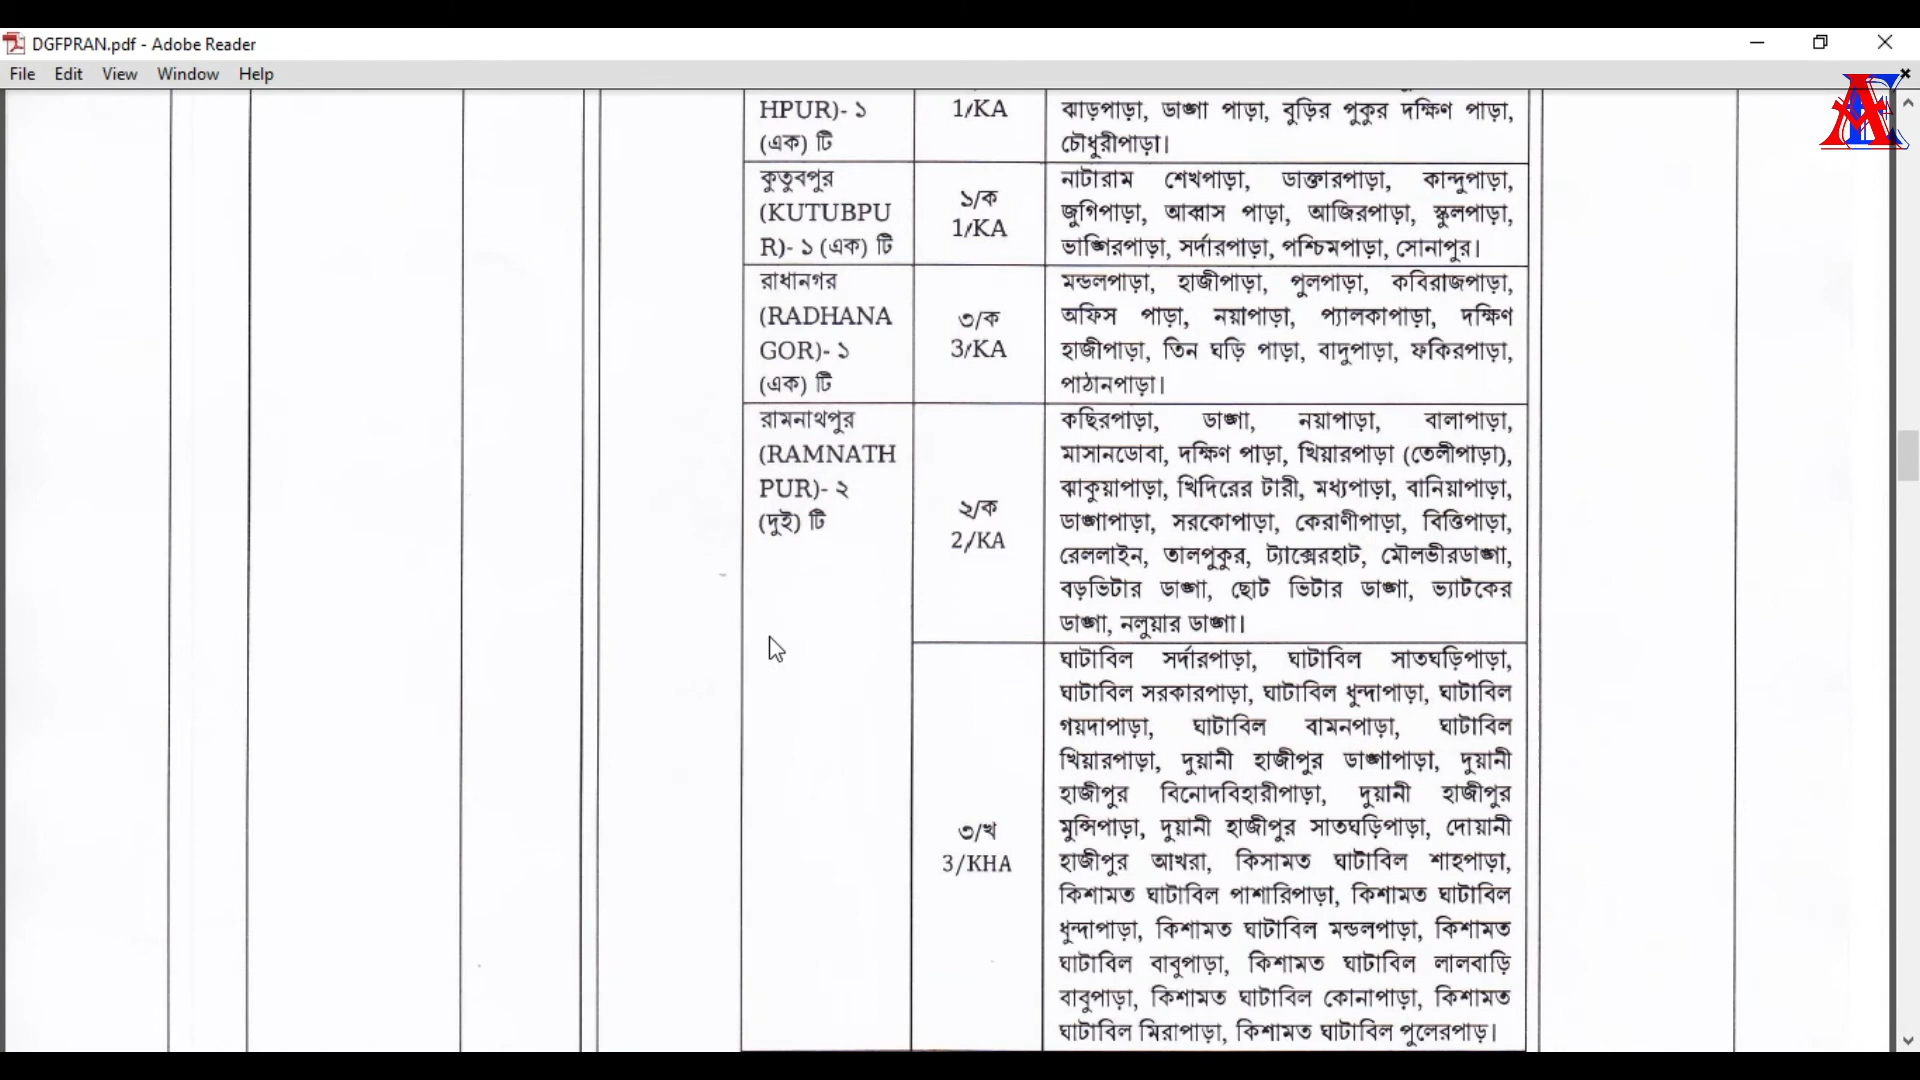 DGFPRAN.pdf - Adobe Reader
File Edit View Window Help
HPUR)- ১
(এক) টি
1/KA
ঝাড়পাড়া, ডাঙ্গা পাড়া, বুড়ির পুকুর দক্ষিণ পাড়া,
চৌধুরীপাড়া।
কুতুবপুর
(KUTUBPU
R)- ১ (এক) টি
১/ক
1/KA
নাটারাম শেখপাড়া, ডাক্তারপাড়া, কান্দুপাড়া,
জুগিপাড়া, আব্বাস পাড়া, আজিরপাড়া, স্কুলপাড়া,
ভাঙ্গিরপাড়া, সর্দারপাড়া, পশ্চিমপাড়া, সোনাপুর।
রাধানগর
(RADHANA
GOR)- ১
(এক) টি
৩/ক
3/KA
মন্ডলপাড়া, হাজীপাড়া, পুলপাড়া, কবিরাজপাড়া,
অফিস পাড়া, নয়াপাড়া, প্যালকাপাড়া, দক্ষিণ
হাজীপাড়া, তিন ঘড়ি পাড়া, বাদুপাড়া, ফকিরপাড়া,
পাঠানপাড়া।
রামনাথপুর
(RAMNATH
PUR)- ২
(দুই) টি
২/ক
2/KA
কছিরপাড়া, ডাঙ্গা, নয়াপাড়া, বালাপাড়া,
মাসানডোবা, দক্ষিণ পাড়া, খিয়ারপাড়া (তেলীপাড়া),
ঝাকুয়াপাড়া, খিদিরের টারী, মধ্যপাড়া, বানিয়াপাড়া,
ডাঙ্গাপাড়া, সরকোপাড়া, কেরাণীপাড়া, বিত্তিপাড়া,
রেললাইন, তালপুকুর, ট্যাক্সেরহাট, মৌলভীরডাঙ্গা,
বড়ভিটার ডাঙ্গা, ছোট ভিটার ডাঙ্গা, ভ্যাটকের
ডাঙ্গা, নলুয়ার ডাঙ্গা।
৩/খ
3/KHA
ঘাটাবিল সর্দারপাড়া, ঘাটাবিল সাতঘড়িপাড়া,
ঘাটাবিল সরকারপাড়া, ঘাটাবিল ধুন্দাপাড়া, ঘাটাবিল
গয়দাপাড়া, ঘাটাবিল বামনপাড়া, ঘাটাবিল
খিয়ারপাড়া, দুয়ানী হাজীপুর ডাঙ্গাপাড়া, দুয়ানী
হাজীপুর বিনোদবিহারীপাড়া, দুয়ানী হাজীপুর
মুন্সিপাড়া, দুয়ানী হাজীপুর সাতঘড়িপাড়া, দোয়ানী
হাজীপুর আখরা, কিসামত ঘাটাবিল শাহপাড়া,
কিশামত ঘাটাবিল পাশারিপাড়া, কিশামত ঘাটাবিল
ধুন্দাপাড়া, কিশামত ঘাটাবিল মন্ডলপাড়া, কিশামত
ঘাটাবিল বাবুপাড়া, কিশামত ঘাটাবিল লালবাড়ি
বাবুপাড়া, কিশামত ঘাটাবিল কোনাপাড়া, কিশামত
ঘাটাবিল মিরাপাড়া, কিশামত ঘাটাবিল পুলেরপাড়।